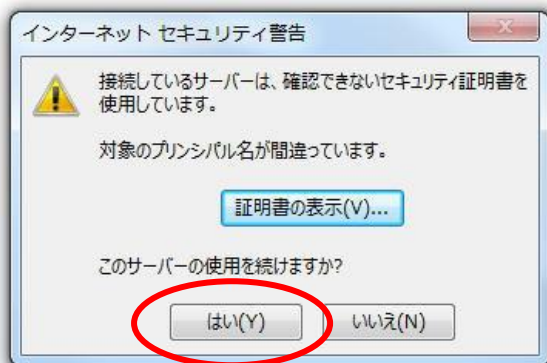 インターネット セキュリティ警告
接続しているサーバーは、確認できないセキュリティ証明書を
使用しています。
対象のプリンシパル名が間違っています。
証明書の表示(V)...
このサーバーの使用を続けますか?
はい(Y)
いいえ(N)